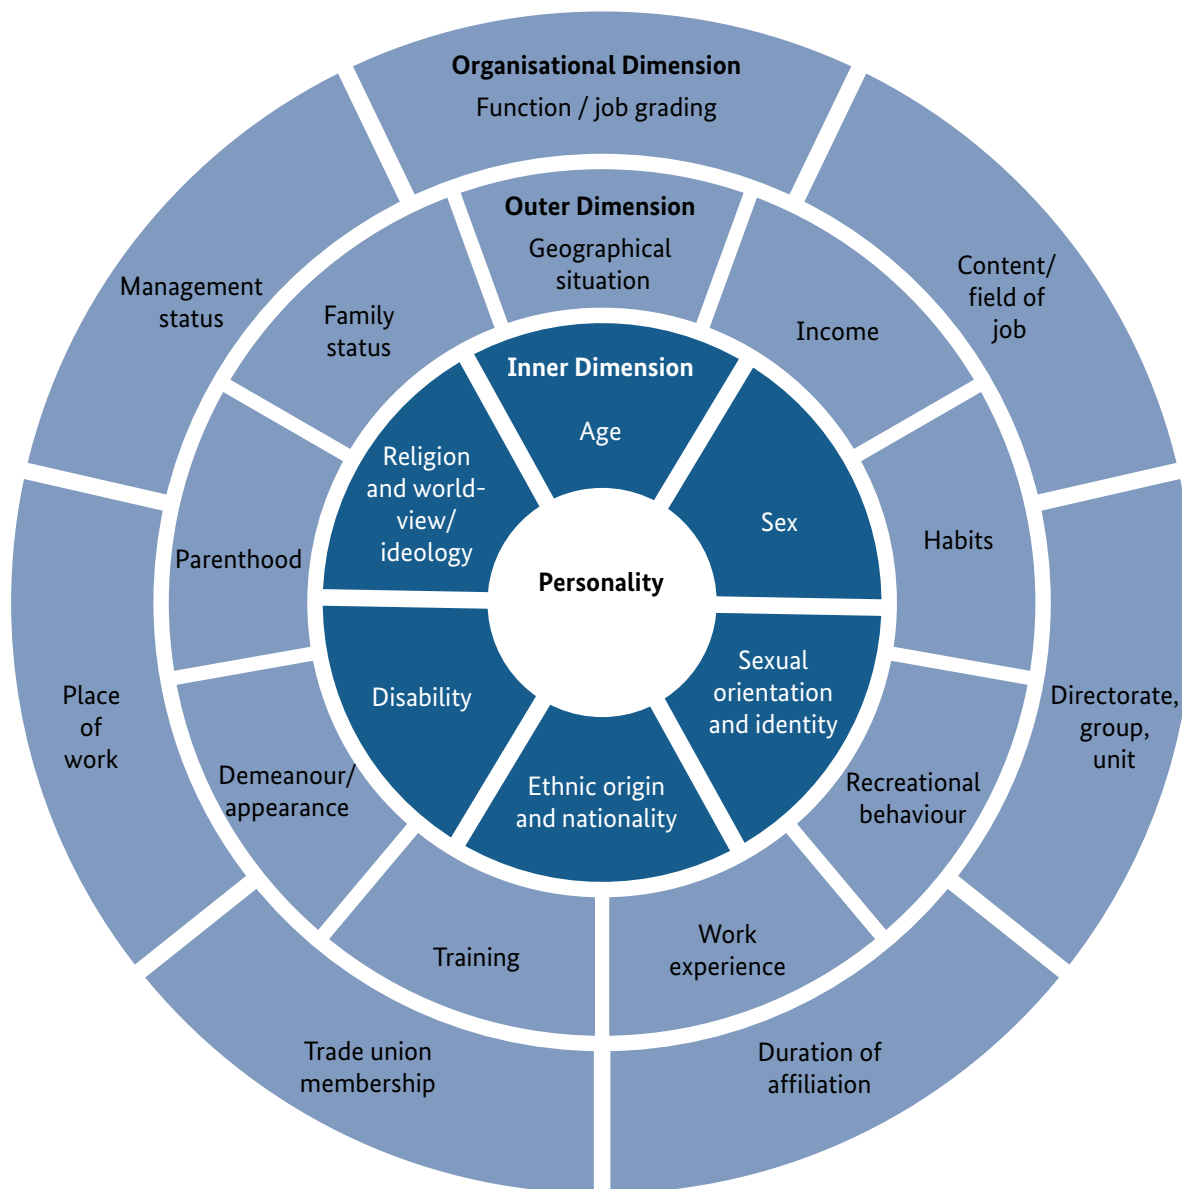 Organisational Dimension
Function / job grading
Content/
field of
job
Directorate,
group,
unit
Duration of
affiliation
Trade union
membership
Place
of
work
Management
status
Outer Dimension
Geographical
situation
Income
Habits
Recreational
behaviour
Work
experience
Training
Demeanour/
appearance
Parenthood
Family
status
Inner Dimension
Age
Sex
Sexual
orientation
and identity
Ethnic origin
and nationality
Disability
Religion
and world-
view/
ideology
Personality